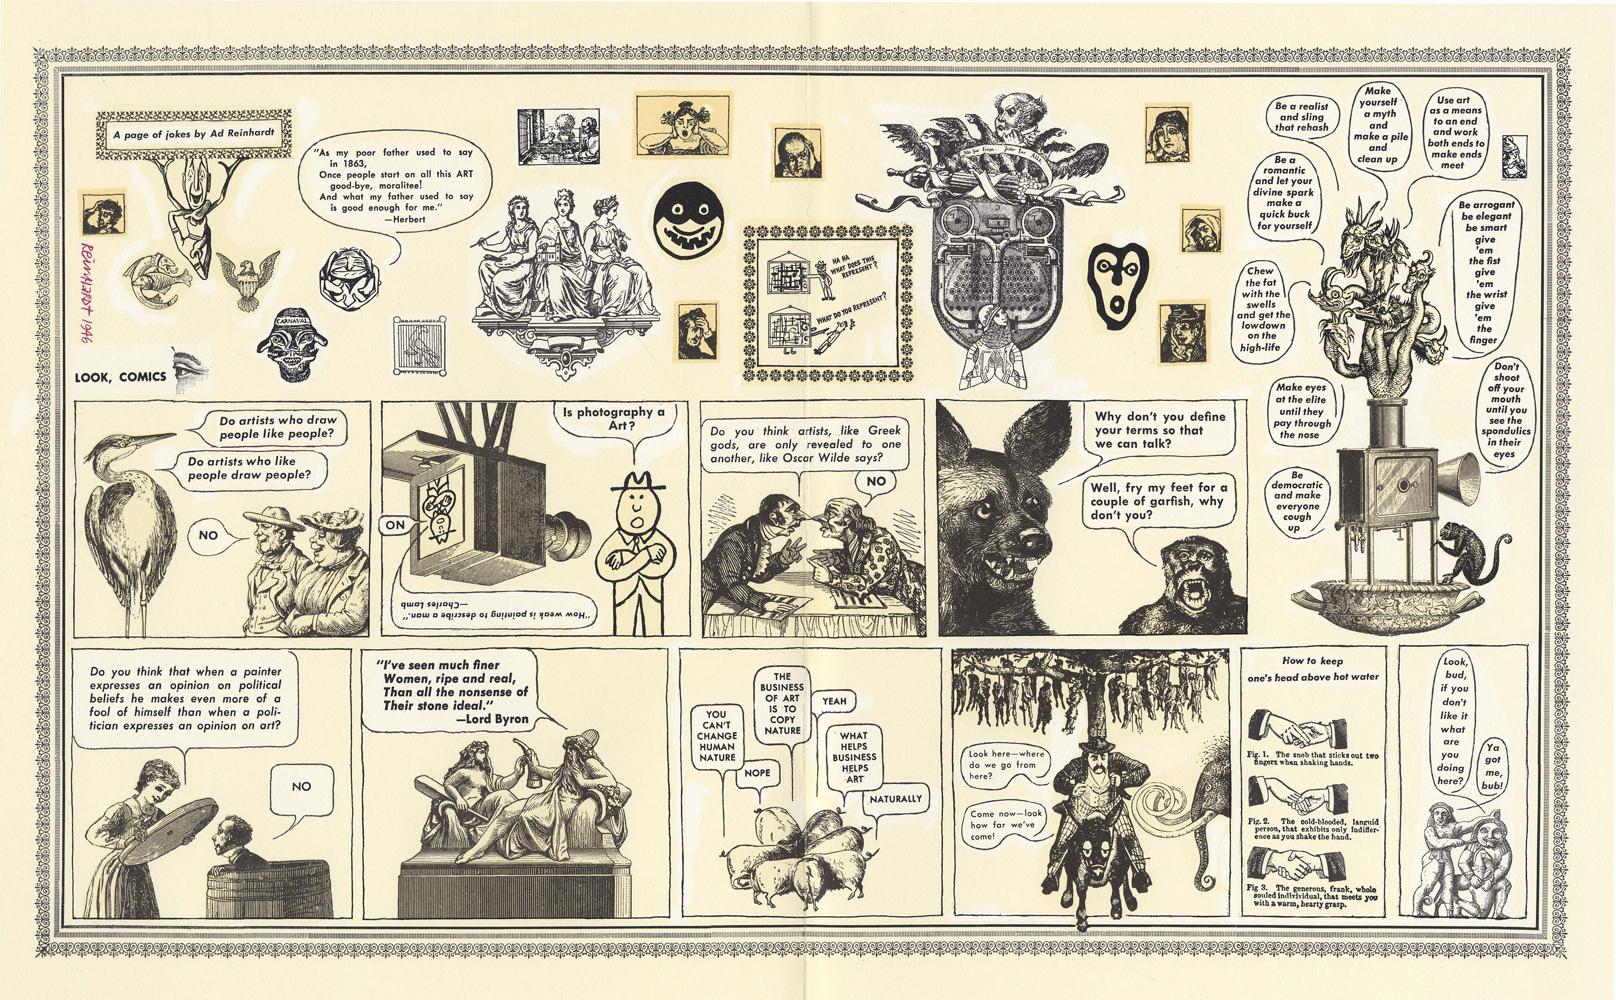 A page of jokes by Ad Reinhardt
"As my poor father used to say
in 1863,
Once people start on all this ART
good-bye, moralitee!
And what my father used to say
is good enough for me."
—Herbert
Reinhardt 1946
CARNAVAL
LOOK, COMICS
HA HA
WHAT DOES THIS
REPRESENT?
WHAT DO YOU REPRESENT?
Be a realist
and sling
that rehash
Make
yourself
a myth
and
make a pile
and
clean up
Use art
as a means
to an end
and work
both ends to
make ends
meet
Be a
romantic
and let your
divine spark
make a
quick buck
for yourself
Be arrogant
be elegant
be smart
give
'em
the fist
give
'em
the wrist
give
'em
the
finger
Chew
the fat
with the
swells
and get the
lowdown
on the
high-life
Make eyes
at the elite
until they
pay through
the nose
Don't
shoot
off your
mouth
until you
see the
spondulics
in their
eyes
Be
democratic
and make
everyone
cough
up
Do artists who draw
people like people?
Do artists who like
people draw people?
NO
Is photography a
Art?
ON
"How weak is painting to describe a man."
—Charles Lamb
Do you think artists, like Greek
gods, are only revealed to one
another, like Oscar Wilde says?
NO
Why don't you define
your terms so that
we can talk?
Well, fry my feet for a
couple of garfish, why
don't you?
Do you think that when a painter
expresses an opinion on political
beliefs he makes even more of a
fool of himself than when a poli-
tician expresses an opinion on art?
NO
"I've seen much finer
Women, ripe and real,
Than all the nonsense of
Their stone ideal."
—Lord Byron
YOU
CAN'T
CHANGE
HUMAN
NATURE
NOPE
THE
BUSINESS
OF ART
IS TO
COPY
NATURE
YEAH
WHAT
HELPS
BUSINESS
HELPS
ART
NATURALLY
Look here—where
do we go from
here?
Come now—look
how far we've
come!
How to keep
one's head above hot water
Fig. 1. The snob that sticks out two
fingers when shaking hands.
Fig. 2. The cold-blooded, languid
person, that exhibits only indiffer-
ence as you shake the hand.
Fig 3. The generous, frank, whole
souled individual, that meets you
with a warm, hearty grasp.
Look,
bud,
if you
don't
like it
what
are
you
doing
here?
Ya
got
me,
bub!